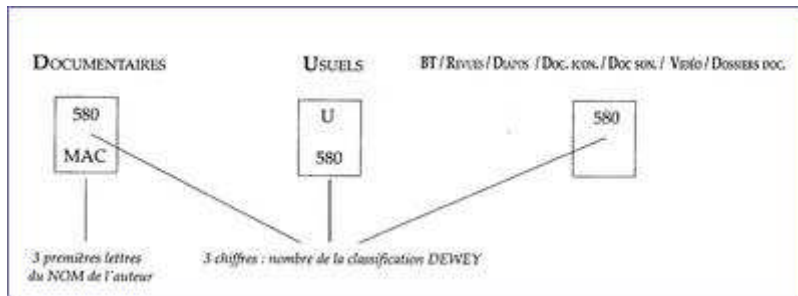 DOCUMENTAIRES
USUELS
BT / REVUES / DIAPOS / DOC. ICON. / DOC SON. / VIDÉO / DOSSIERS DOC.
580
MAC
U
580
580
3 premières lettres
du NOM de l'auteur
3 chiffres : nombre de la classification DEWEY